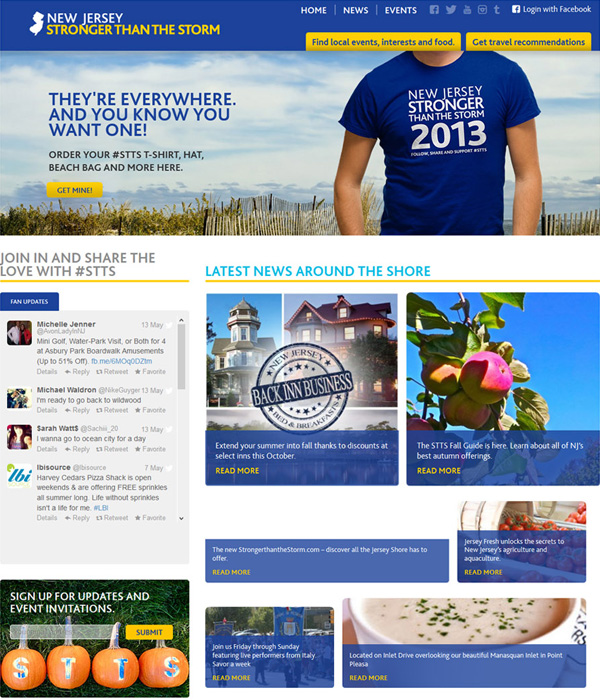 NEW JERSEY
STRONGER THAN THE STORM
HOME
NEWS
EVENTS
Login with Facebook
Find local events, interests and food.
Get travel recommendations
THEY'RE EVERYWHERE.
AND YOU KNOW YOU
WANT ONE!
ORDER YOUR #STTS T-SHIRT, HAT,
BEACH BAG AND MORE HERE.
GET MINE!
NEW JERSEY
STRONGER
THAN THE STORM
2013
FOLLOW, SHARE AND SUPPORT #STTS
JOIN IN AND SHARE THE
LOVE WITH #STTS
FAN UPDATES
Michelle Jenner 13 May
@AvonLadyInNJ
Mini Golf, Water-Park Visit, or Both for 4
at Asbury Park Boardwalk Amusements
(Up to 51% Off). fb.me/6MOq0DZtm
Details Reply Retweet Favorite
Michael Waldron @NikeGuyger 13 May
I'm ready to go back to wildwood
Details Reply Retweet Favorite
$arah Watt$ @Sachiii_20 13 May
I wanna go to ocean city for a day
Details Reply Retweet Favorite
lbi
lbisource @lbisource 7 May
Harvey Cedars Pizza Shack is open
weekends & are offering FREE sprinkles
all summer long. Life without sprinkles
isn't a life for me. #LBI
Details Reply Retweet Favorite
SIGN UP FOR UPDATES AND
EVENT INVITATIONS.
SUBMIT
S T T S
LATEST NEWS AROUND THE SHORE
NEW JERSEY
BACK INN BUSINESS
BED & BREAKFASTS
Extend your summer into fall thanks to discounts at
select inns this October.
READ MORE
The STTS Fall Guide is here. Learn about all of NJ's
best autumn offerings.
READ MORE
The new StrongerthantheStorm.com – discover all the Jersey Shore has to
offer.
READ MORE
Jersey Fresh unlocks the secrets to
New Jersey's agriculture and
aquaculture.
READ MORE
Join us Friday through Sunday
featuring live performers from Italy.
Savor a week
READ MORE
Located on Inlet Drive overlooking our beautiful Manasquan Inlet in Point
Pleasa
READ MORE